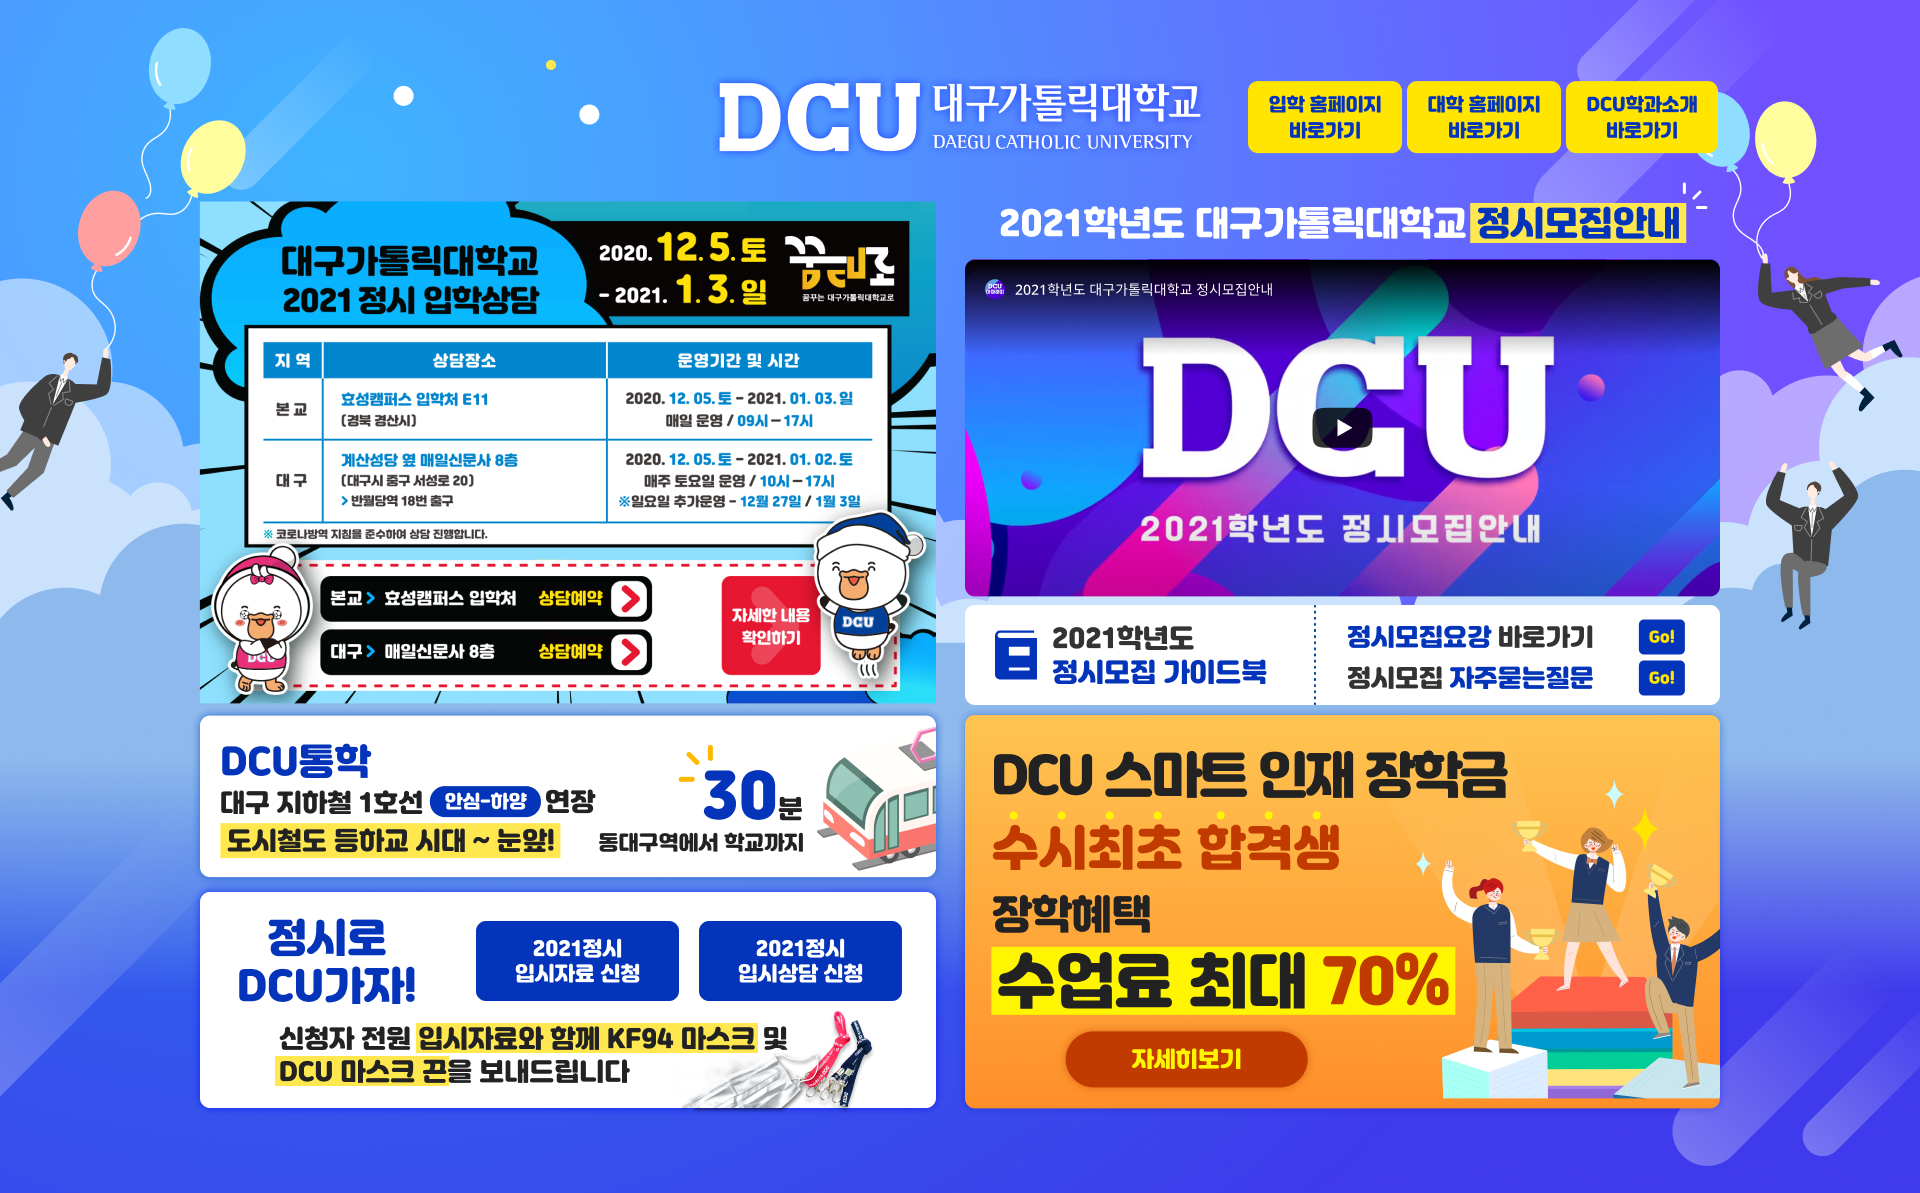 DCU 대구가톨릭대학교
DAEGU CATHOLIC UNIVERSITY
입학 홈페이지
바로가기
대학 홈페이지
바로가기
DCU학과소개
바로가기
대구가톨릭대학교
2021 정시 입학상담
2020. 12. 5. 토
- 2021. 1. 3. 일
꿈CU로
꿈꾸는 대구가톨릭대학교로
지 역
상담장소
운영기간 및 시간
본 교
효성캠퍼스 입학처 E11
(경북 경산시)
2020. 12. 05. 토 - 2021. 01. 03. 일
매일 운영 / 09시 – 17시
대 구
계산성당 옆 매일신문사 8층
(대구시 중구 서성로 20)
> 반월당역 18번 출구
2020. 12. 05. 토 - 2021. 01. 02. 토
매주 토요일 운영 / 10시 – 17시
※일요일 추가운영 - 12월 27일 / 1월 3일
※ 코로나방역 지침을 준수하여 상담 진행합니다.
본교 > 효성캠퍼스 입학처 상담예약
대구 > 매일신문사 8층 상담예약
자세한 내용
확인하기
DCU
DCU
2021학년도 대구가톨릭대학교 정시모집안내
2021학년도 대구가톨릭대학교 정시모집안내
DCU
2021학년도 정시모집안내
2021학년도
정시모집 가이드북
정시모집요강 바로가기 Go!
정시모집 자주묻는질문 Go!
DCU통학
대구 지하철 1호선 안심-하양 연장
도시철도 등하교 시대 ~ 눈앞!
30분
동대구역에서 학교까지
정시로
DCU가자!
2021정시
입시자료 신청
2021정시
입시상담 신청
신청자 전원 입시자료와 함께 KF94 마스크 및
DCU 마스크 끈을 보내드립니다
DCU 스마트 인재 장학금
수시최초 합격생
장학혜택
수업료 최대 70%
자세히보기